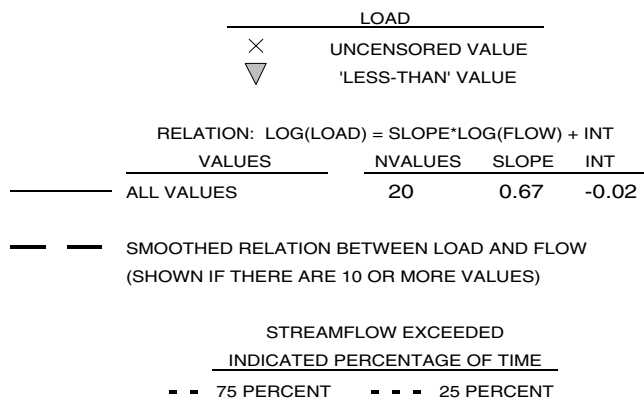 LOAD
UNCENSORED VALUE
'LESS-THAN' VALUE
RELATION: LOG(LOAD) = SLOPE*LOG(FLOW) + INT
VALUES NVALUES SLOPE INT
ALL VALUES 20 0.67 -0.02
SMOOTHED RELATION BETWEEN LOAD AND FLOW
(SHOWN IF THERE ARE 10 OR MORE VALUES)
STREAMFLOW EXCEEDED
INDICATED PERCENTAGE OF TIME
75 PERCENT 25 PERCENT